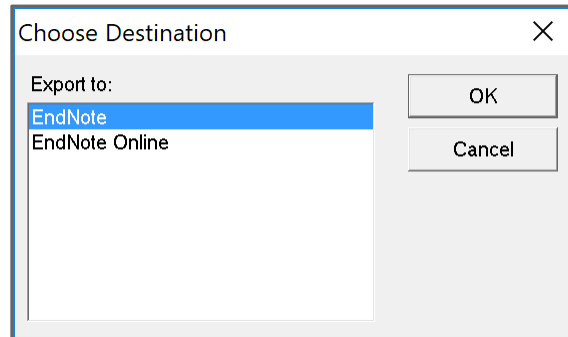 Choose Destination
Export to:
EndNote
EndNote Online
OK
Cancel